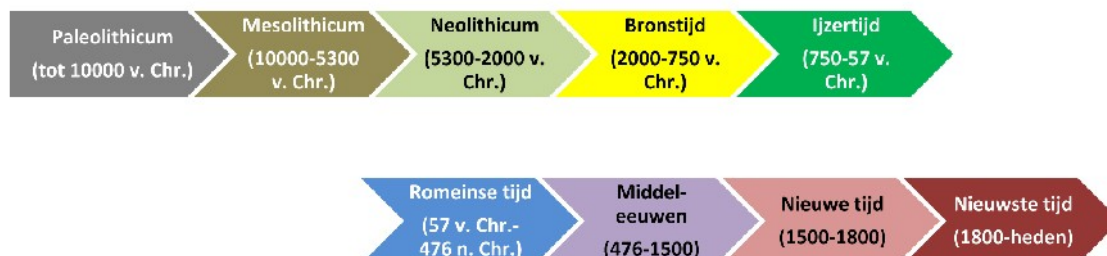 Paleolithicum
(tot 10000 v. Chr.)
Mesolithicum
(10000-5300
v. Chr.)
Neolithicum
(5300-2000 v.
Chr.)
Bronstijd
(2000-750 v.
Chr.)
Ijzertijd
(750-57 v.
Chr.)
Romeinse tijd
(57 v. Chr.-
476 n. Chr.)
Middel-
eeuwen
(476-1500)
Nieuwe tijd
(1500-1800)
Nieuwste tijd
(1800-heden)